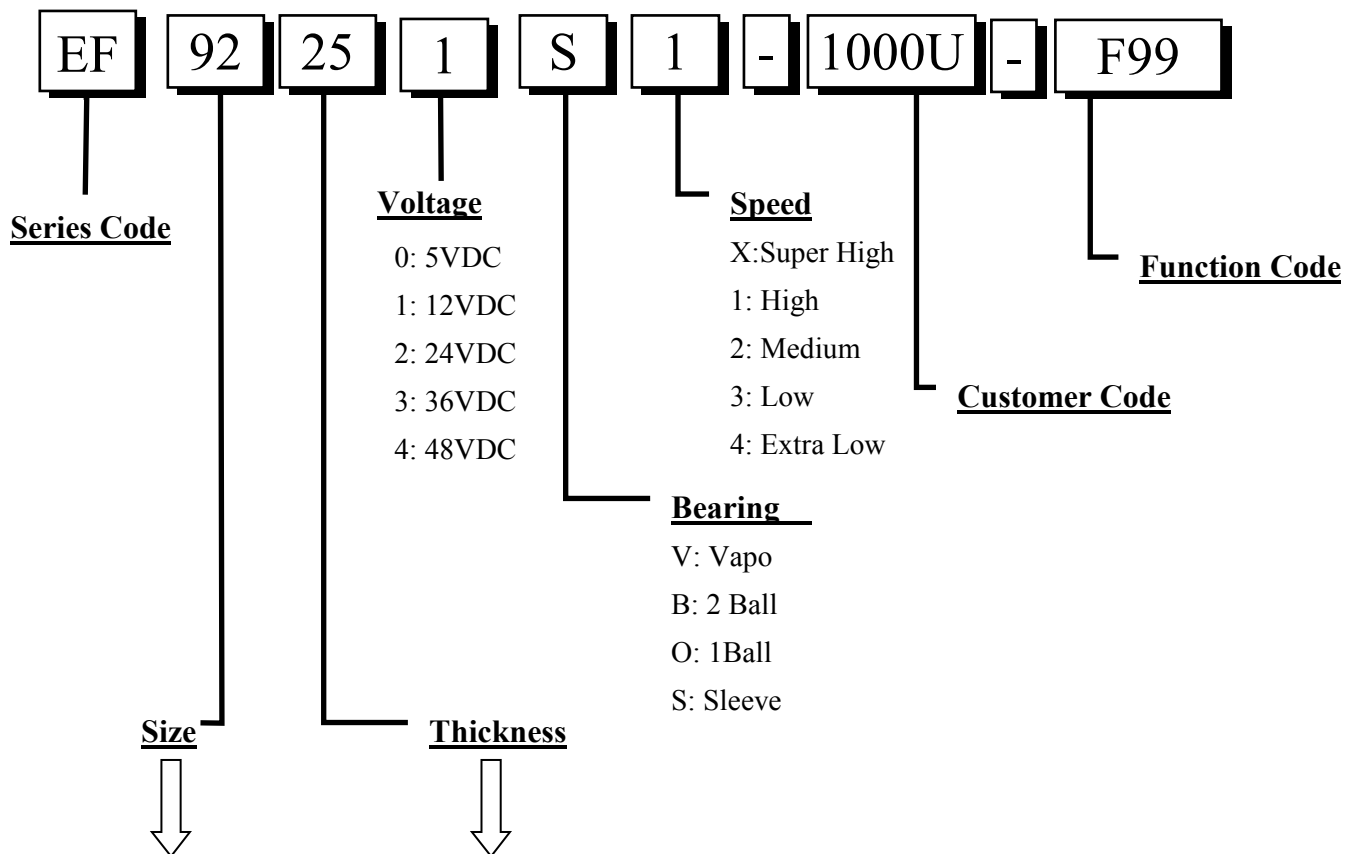 EF 92 25 1 S 1 - 1000U - F99
Series Code
Voltage
0: 5VDC
1: 12VDC
2: 24VDC
3: 36VDC
4: 48VDC
Speed
X:Super High
1: High
2: Medium
3: Low
4: Extra Low
Function Code
Customer Code
Bearing
V: Vapo
B: 2 Ball
O: 1Ball
S: Sleeve
Size
Thickness